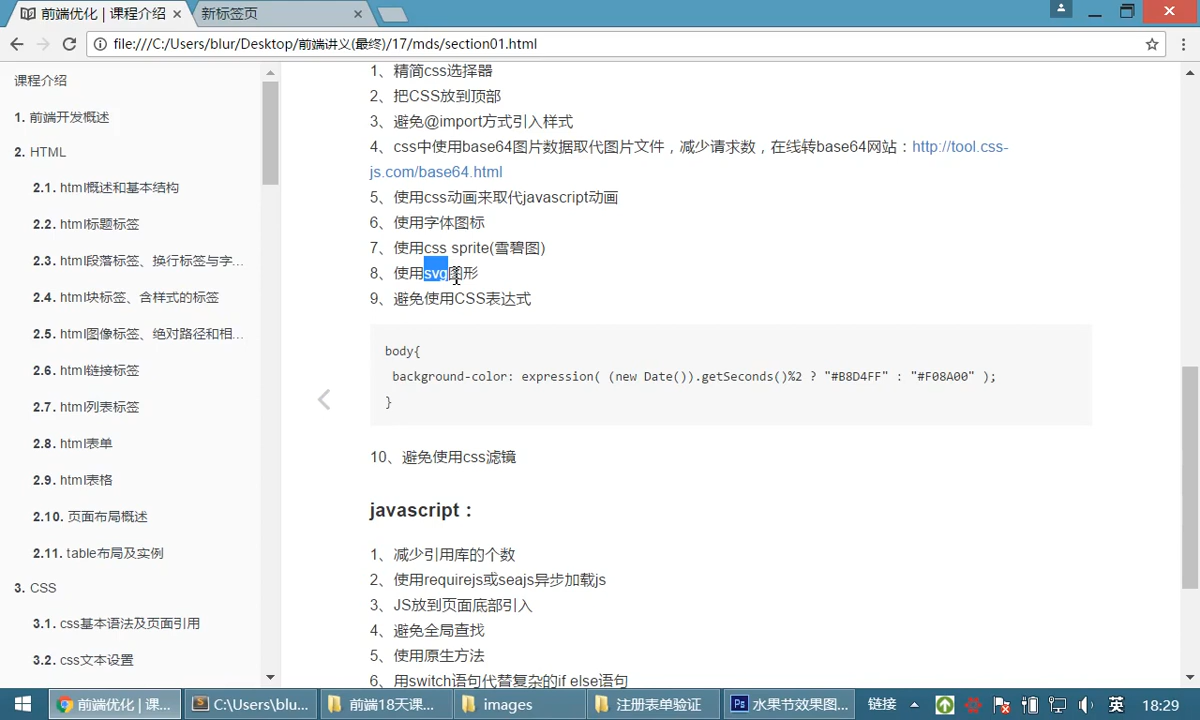 前端优化 | 课程介绍
新标签页
file:///C:/Users/blur/Desktop/前端讲义(最终)/17/mds/section01.html
课程介绍
1. 前端开发概述
2. HTML
2.1. html概述和基本结构
2.2. html标题标签
2.3. html段落标签、换行标签与字...
2.4. html块标签、含样式的标签
2.5. html图像标签、绝对路径和相...
2.6. html链接标签
2.7. html列表标签
2.8. html表单
2.9. html表格
2.10. 页面布局概述
2.11. table布局及实例
3. CSS
3.1. css基本语法及页面引用
3.2. css文本设置
1、精简css选择器
2、把CSS放到顶部
3、避免@import方式引入样式
4、css中使用base64图片数据取代图片文件，减少请求数，在线转base64网站：http://tool.css-
js.com/base64.html
5、使用css动画来取代javascript动画
6、使用字体图标
7、使用css sprite(雪碧图)
8、使用svg图形
9、避免使用CSS表达式
body{
background-color: expression( (new Date()).getSeconds()%2 ? "#B8D4FF" : "#F08A00" );
}
10、避免使用css滤镜
javascript：
1、减少引用库的个数
2、使用requirejs或seajs异步加载js
3、JS放到页面底部引入
4、避免全局查找
5、使用原生方法
6、用switch语句代替复杂的if else语句
前端优化 | 课...
C:\Users\blu...
前端18天课...
images
注册表单验证
水果节效果图...
链接
英
18:29